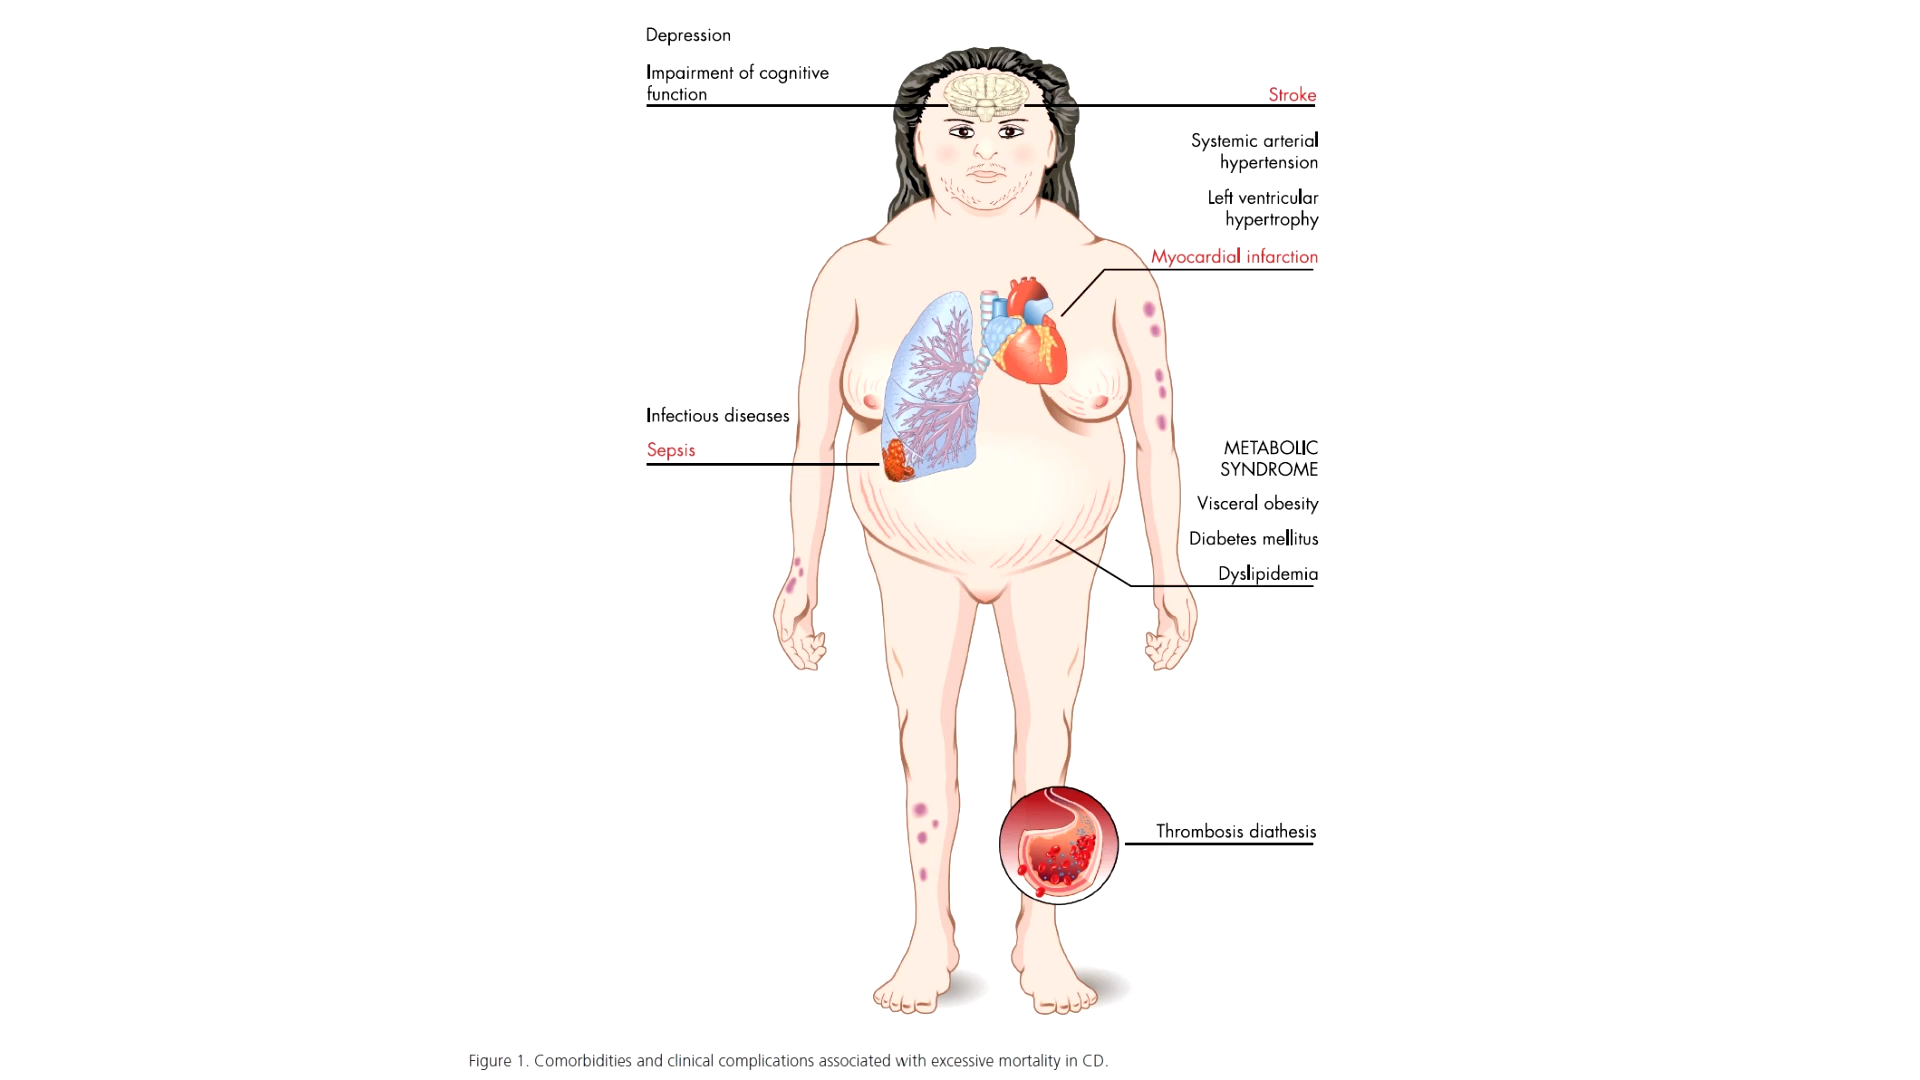 Depression
Impairment of cognitive
function
Stroke
Systemic arterial
hypertension
Left ventricular
hypertrophy
Myocardial infarction
Infectious diseases
Sepsis
METABOLIC
SYNDROME
Visceral obesity
Diabetes mellitus
Dyslipidemia
Thrombosis diathesis
Figure 1. Comorbidities and clinical complications associated with excessive mortality in CD.